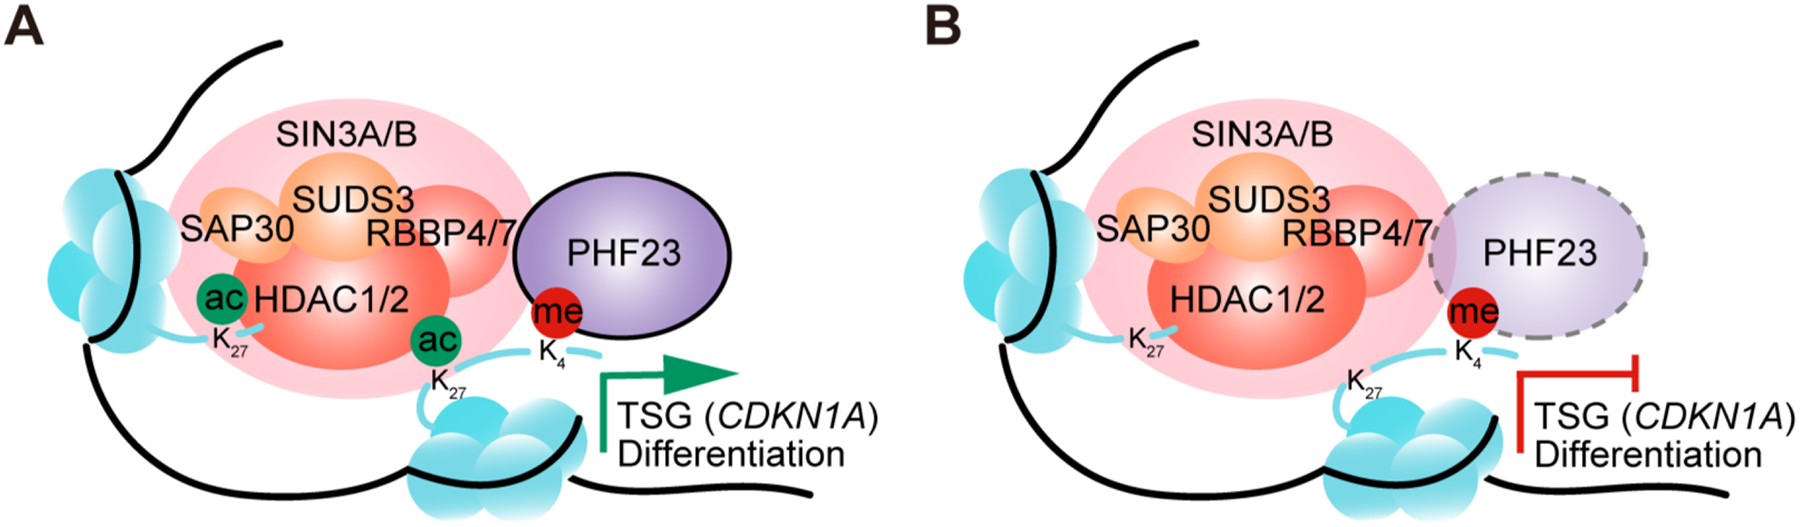 A
SIN3A/B
SUDS3
SAP30
RBBP4/7
PHF23
ac
HDAC1/2
me
ac
K27
K4
K27
TSG (CDKN1A)
Differentiation
B
SIN3A/B
SUDS3
SAP30
RBBP4/7
PHF23
HDAC1/2
me
K27
K4
K27
TSG (CDKN1A)
Differentiation